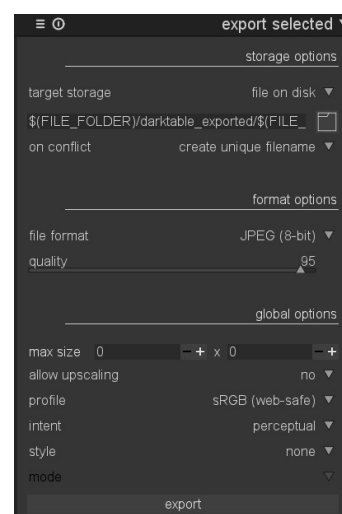 export selected
storage options
target storage file on disk
$(FILE_FOLDER)/darktable_exported/$(FILE_
on conflict create unique filename
format options
file format JPEG (8-bit)
quality 95
global options
max size 0 - + x 0 - +
allow upscaling no
profile sRGB (web-safe)
intent perceptual
style none
mode
export